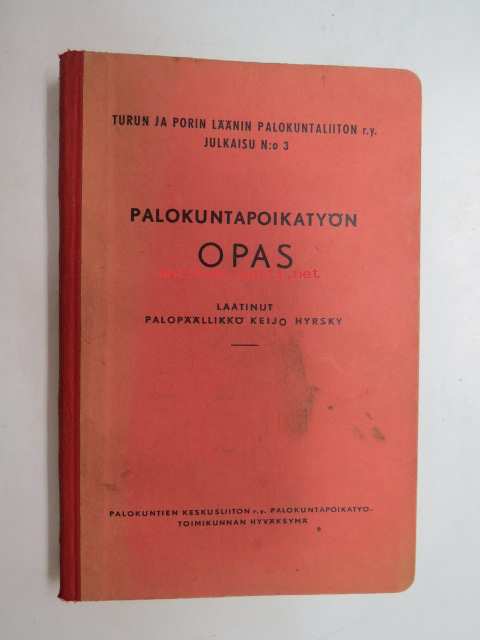 TURUN JA PORIN LÄÄNIN PALOKUNTALIITON r.y.
JULKAISU N:o 3
PALOKUNTAPOIKATYÖN
OPAS
LAATINUT
PALOPÄÄLLIKKÖ KEIJO HYRSKY
PALOKUNTIEN KESKUSLIITON r.y. PALOKUNTAPOIKATYÖ-
TOIMIKUNNAN HYVÄKSYMÄ